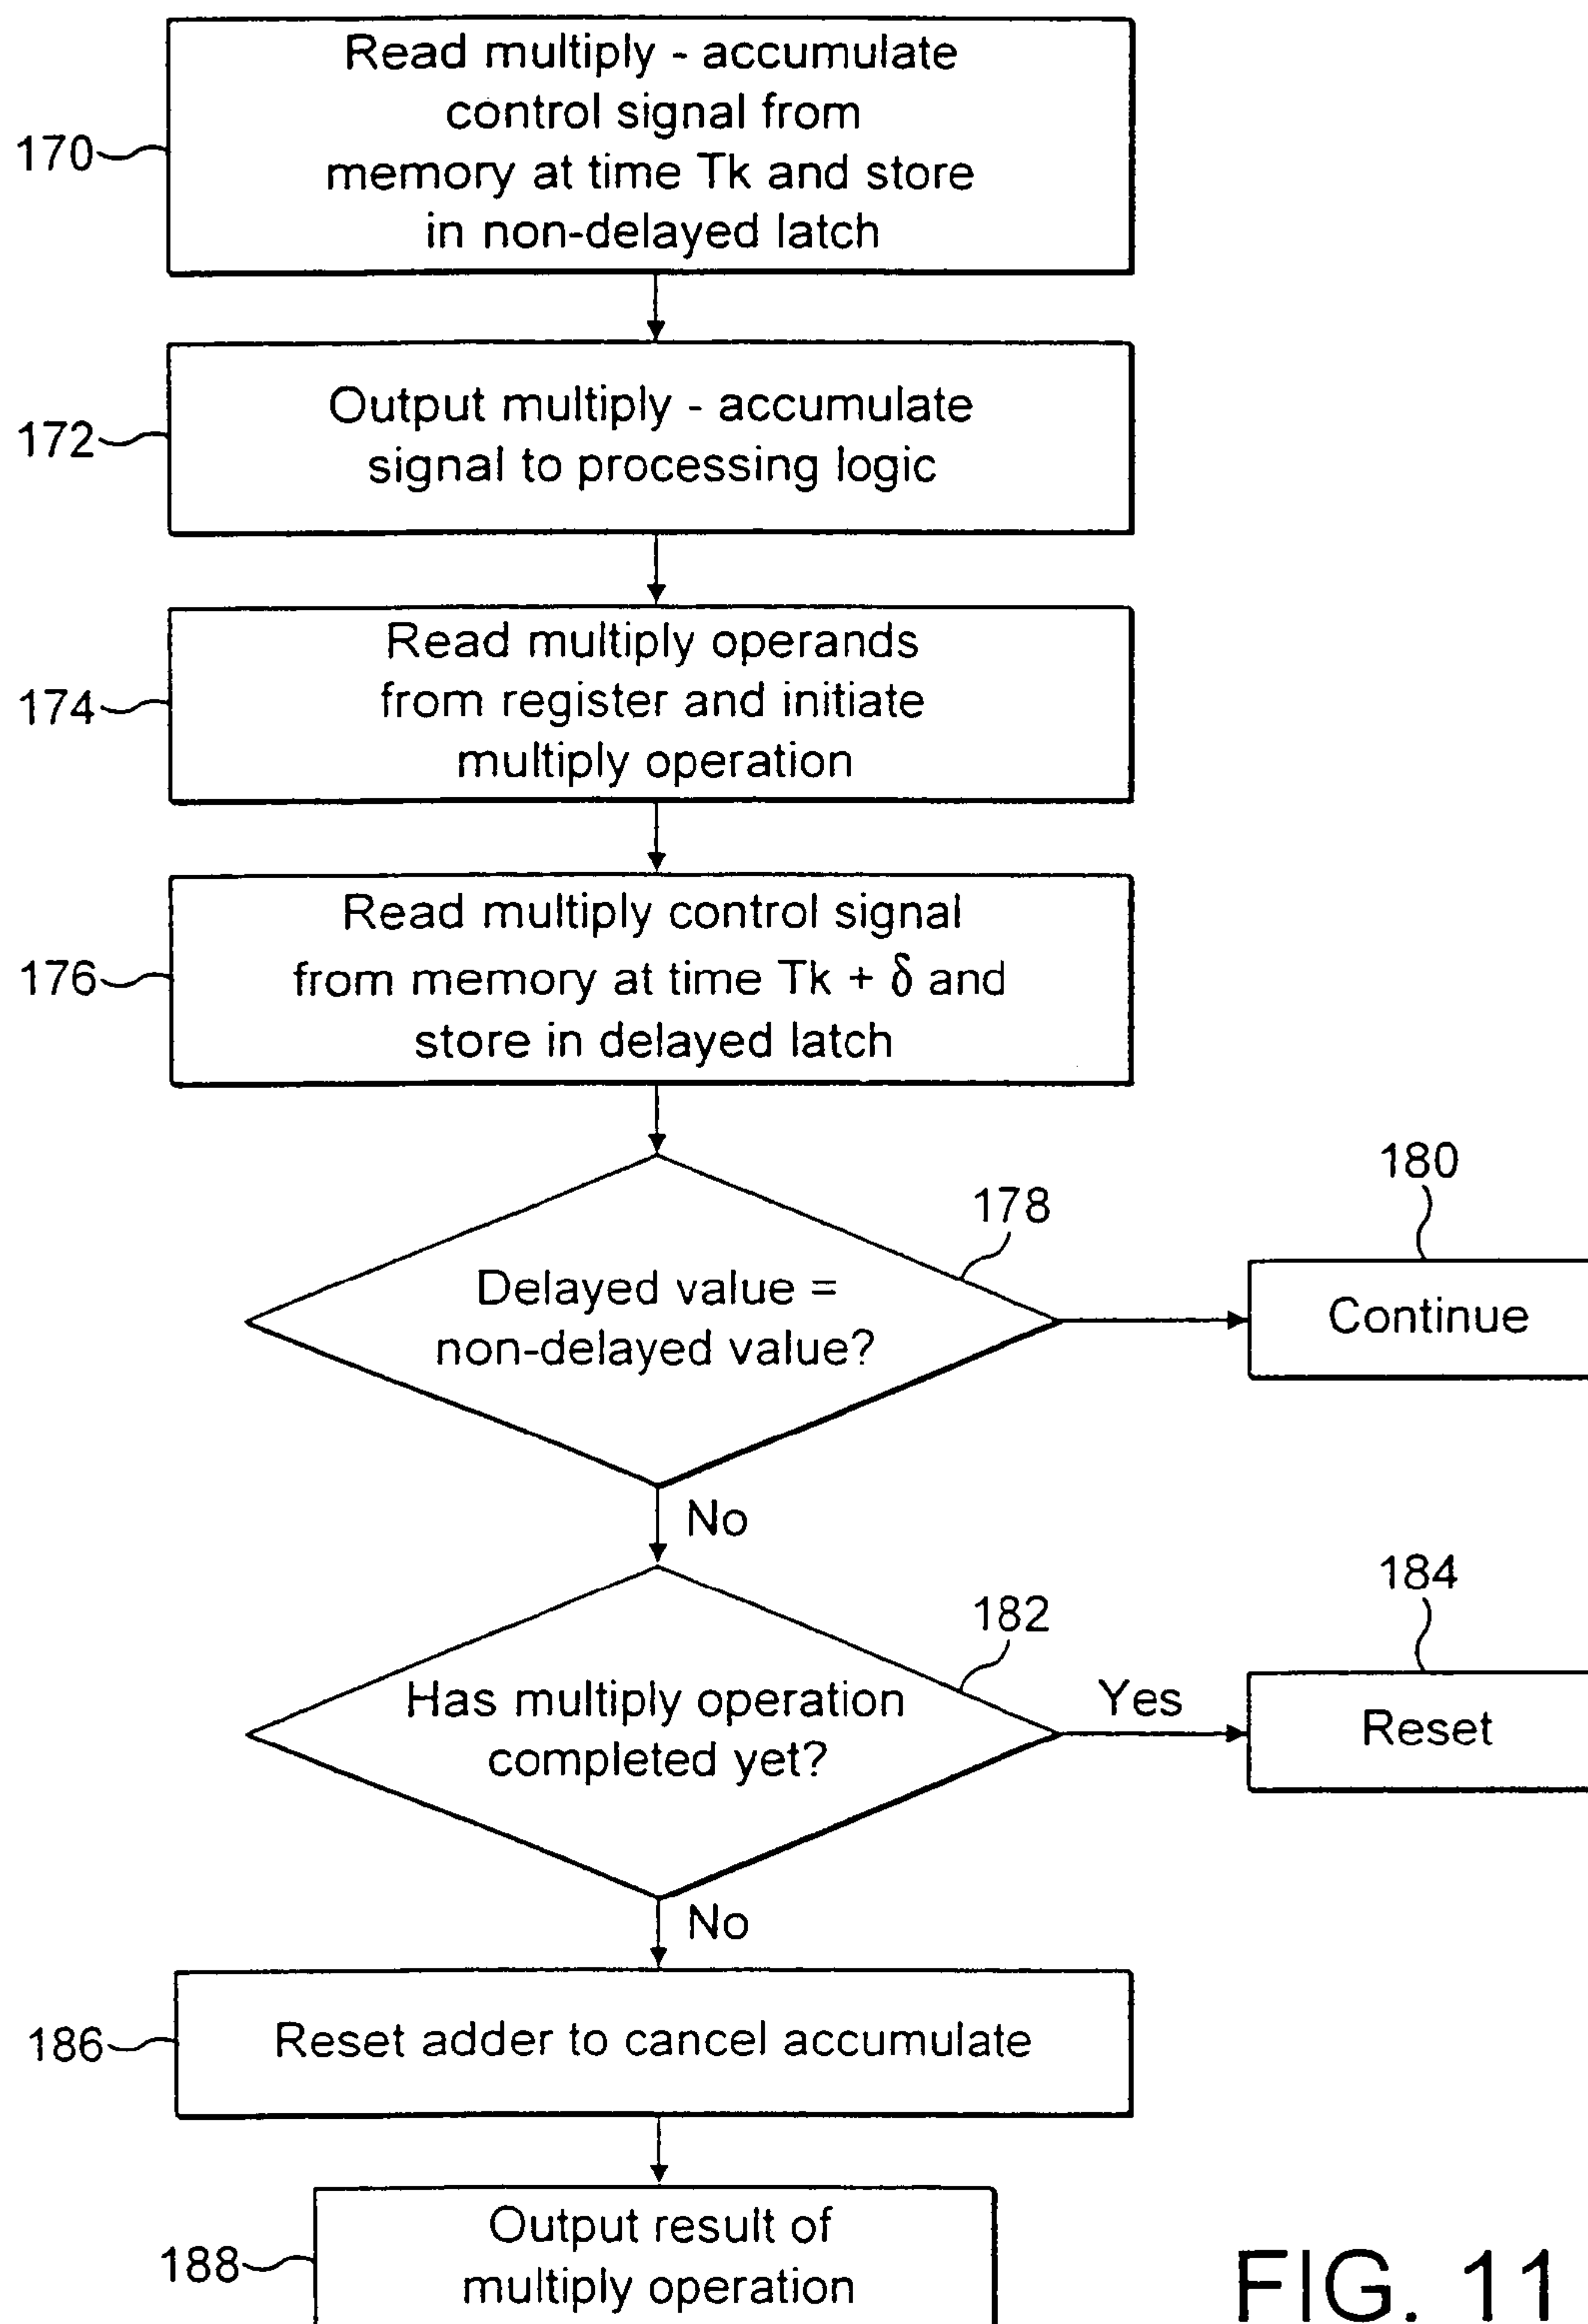 Read multiply - accumulate
control signal from
memory at time Tk and store
in non-delayed latch
170
Output multiply - accumulate
signal to processing logic
172
Read multiply operands
from register and initiate
multiply operation
174
Read multiply control signal
from memory at time Tk + δ and
store in delayed latch
176
Delayed value =
non-delayed value?
178
180
Continue
No
Has multiply operation
completed yet?
182
Yes
184
Reset
No
Reset adder to cancel accumulate
186
Output result of
multiply operation
188
FIG. 11